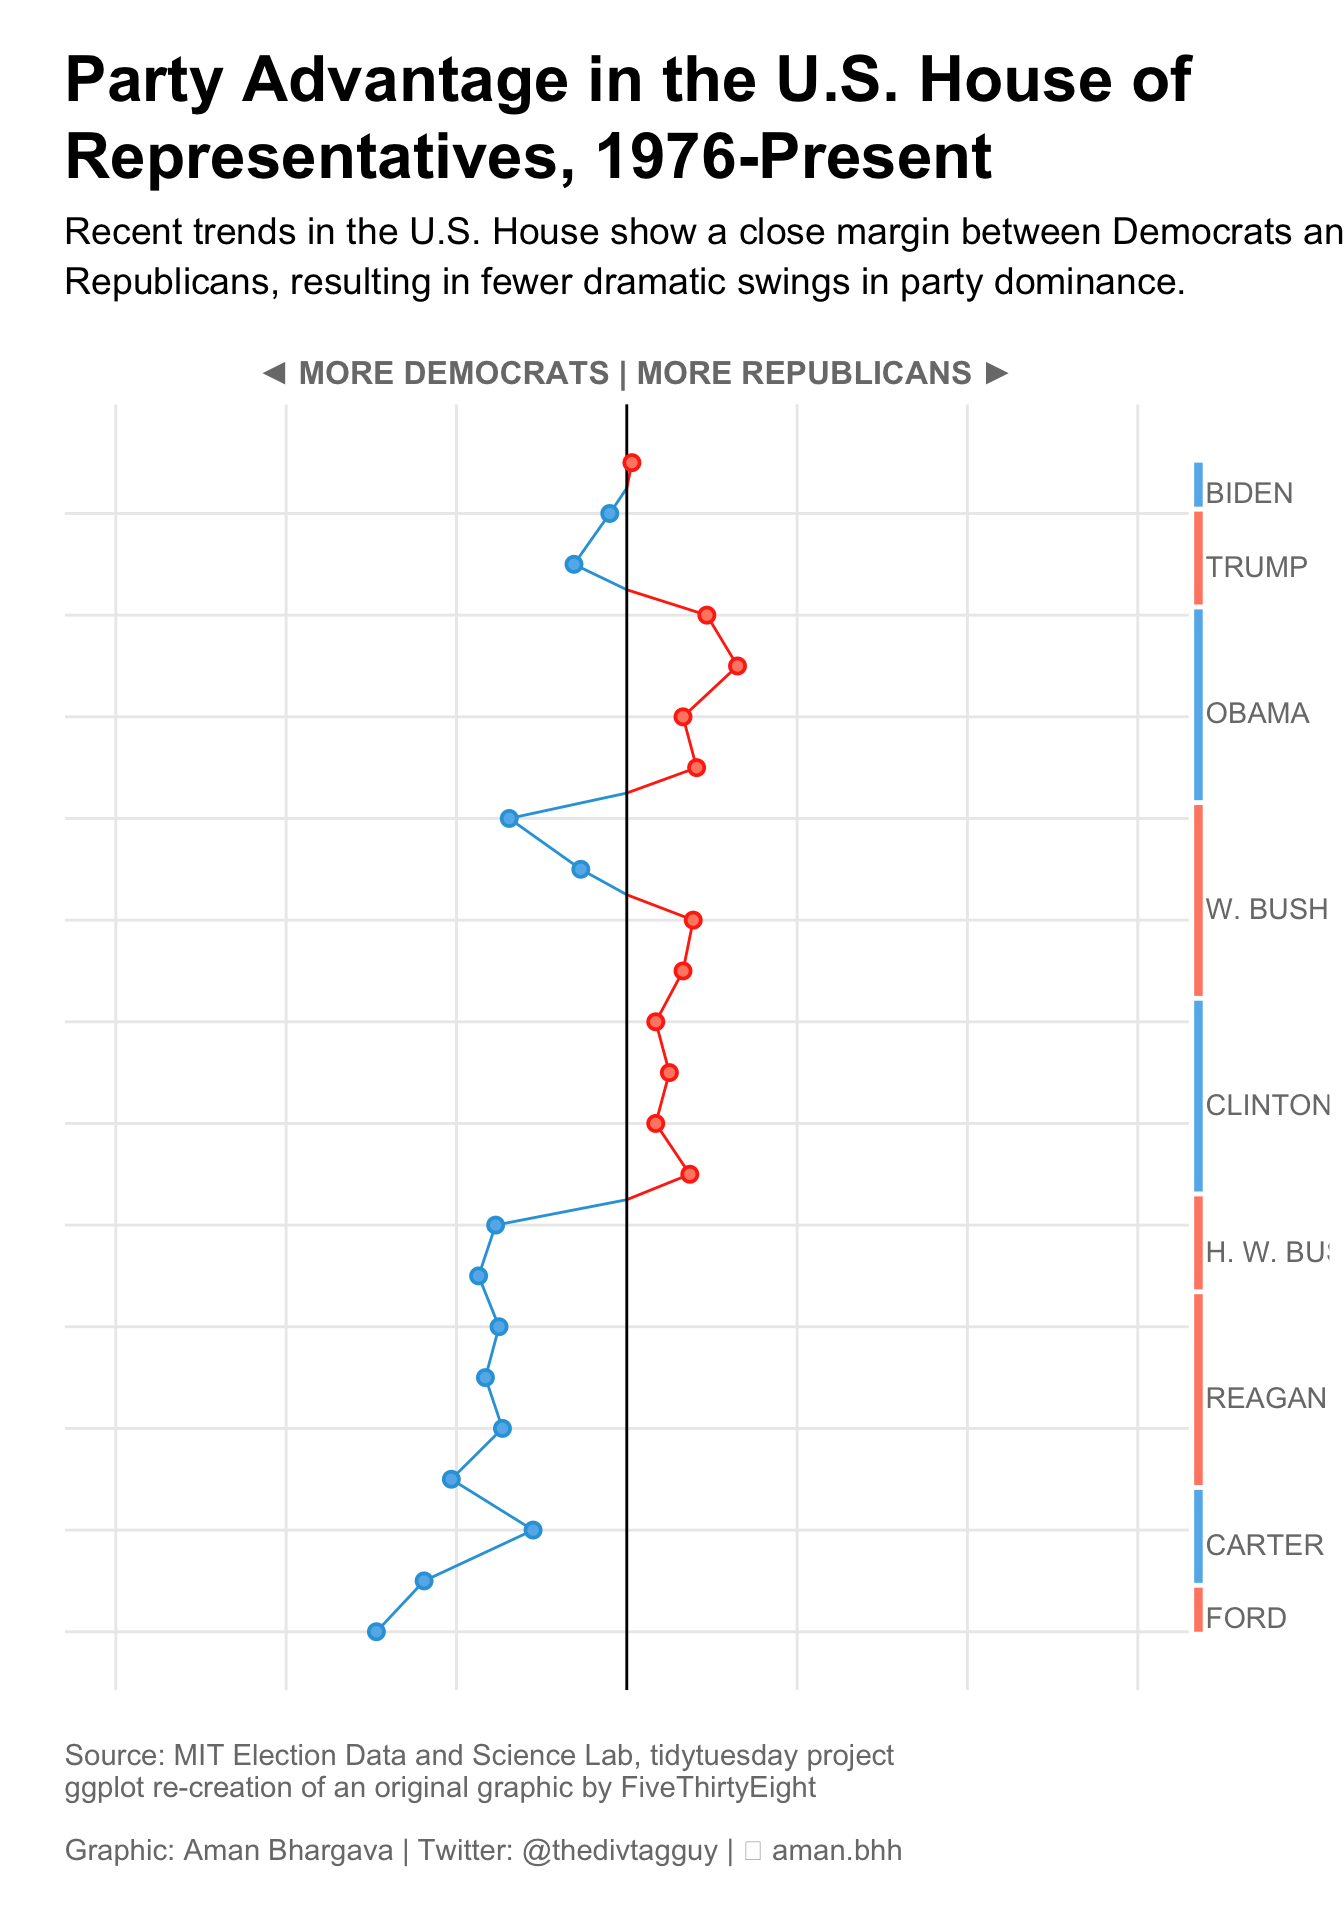 Party Advantage in the U.S. House of
Representatives, 1976-Present
Recent trends in the U.S. House show a close margin between Democrats an
Republicans, resulting in fewer dramatic swings in party dominance.
◄ MORE DEMOCRATS | MORE REPUBLICANS ►
BIDEN
TRUMP
OBAMA
W. BUSH
CLINTON
H. W. BUS
REAGAN
CARTER
FORD
Source: MIT Election Data and Science Lab, tidytuesday project
ggplot re-creation of an original graphic by FiveThirtyEight
Graphic: Aman Bhargava | Twitter: @thedivtagguy | □ aman.bhh